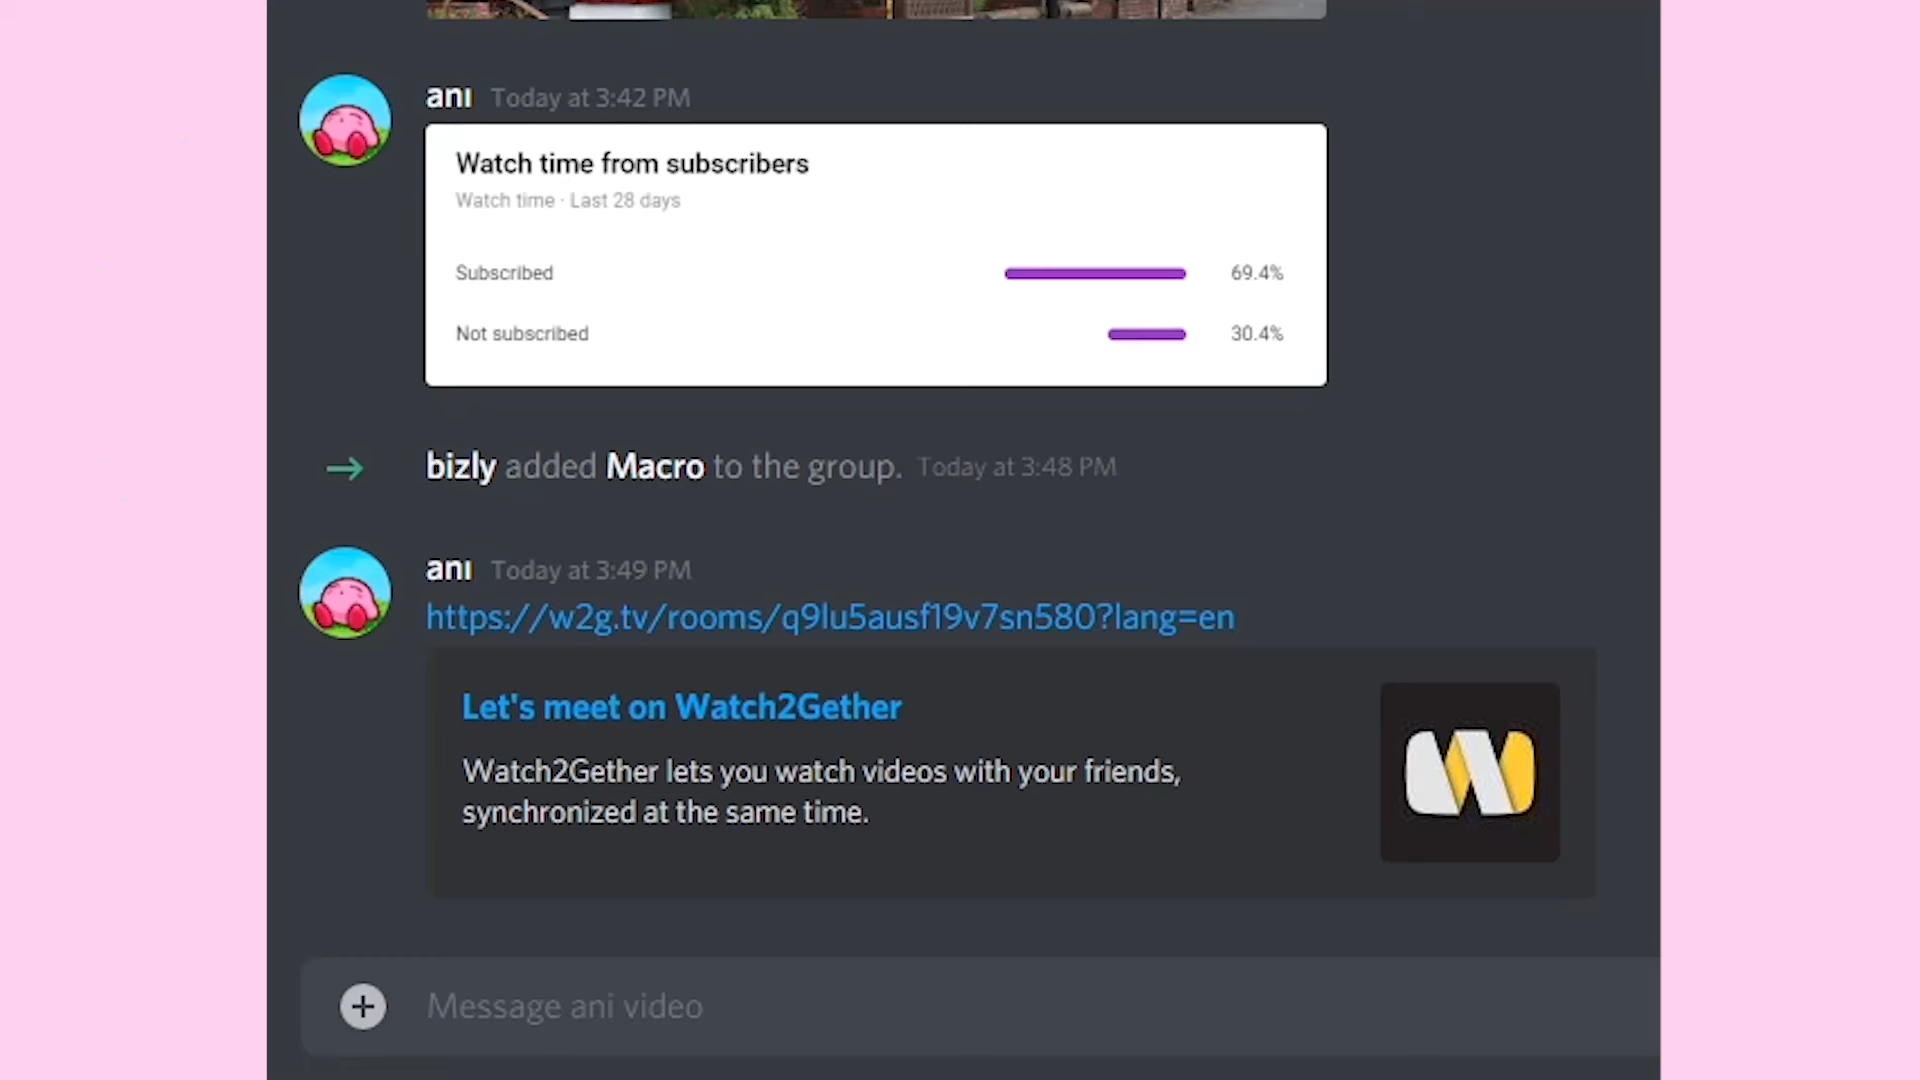 ani Today at 3:42 PM
Watch time from subscribers
Watch time · Last 28 days
Subscribed 69.4%
Not subscribed 30.4%
bizly added Macro to the group. Today at 3:48 PM
ani Today at 3:49 PM
https://w2g.tv/rooms/q9lu5ausf19v7sn580?lang=en
Let's meet on Watch2Gether
Watch2Gether lets you watch videos with your friends,
synchronized at the same time.
Message ani video